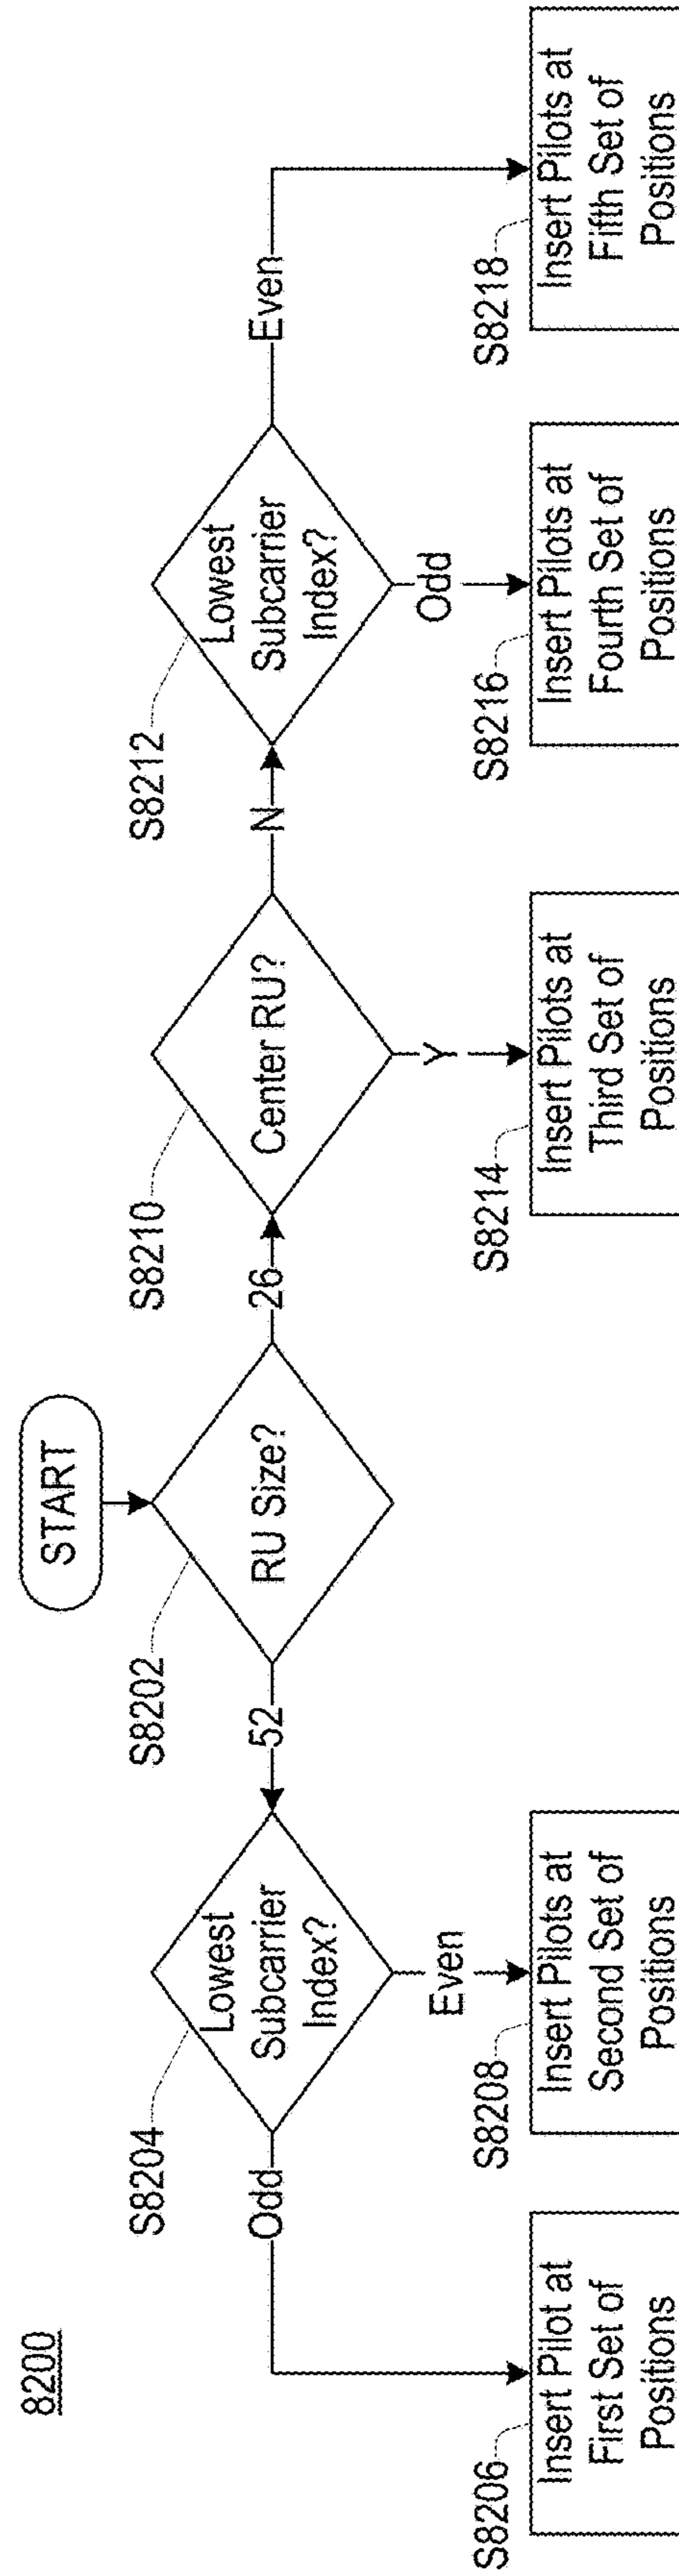 8200
START
S8202
RU Size?
52
26
S8204
Lowest
Subcarrier
Index?
Odd
Even
S8210
Center RU?
N
Y
S8212
Lowest
Subcarrier
Index?
Even
Odd
S8206
Insert Pilot at
First Set of
Positions
S8208
Insert Pilots at
Second Set of
Positions
S8214
Insert Pilots at
Third Set of
Positions
S8216
Insert Pilots at
Fourth Set of
Positions
S8218
Insert Pilots at
Fifth Set of
Positions